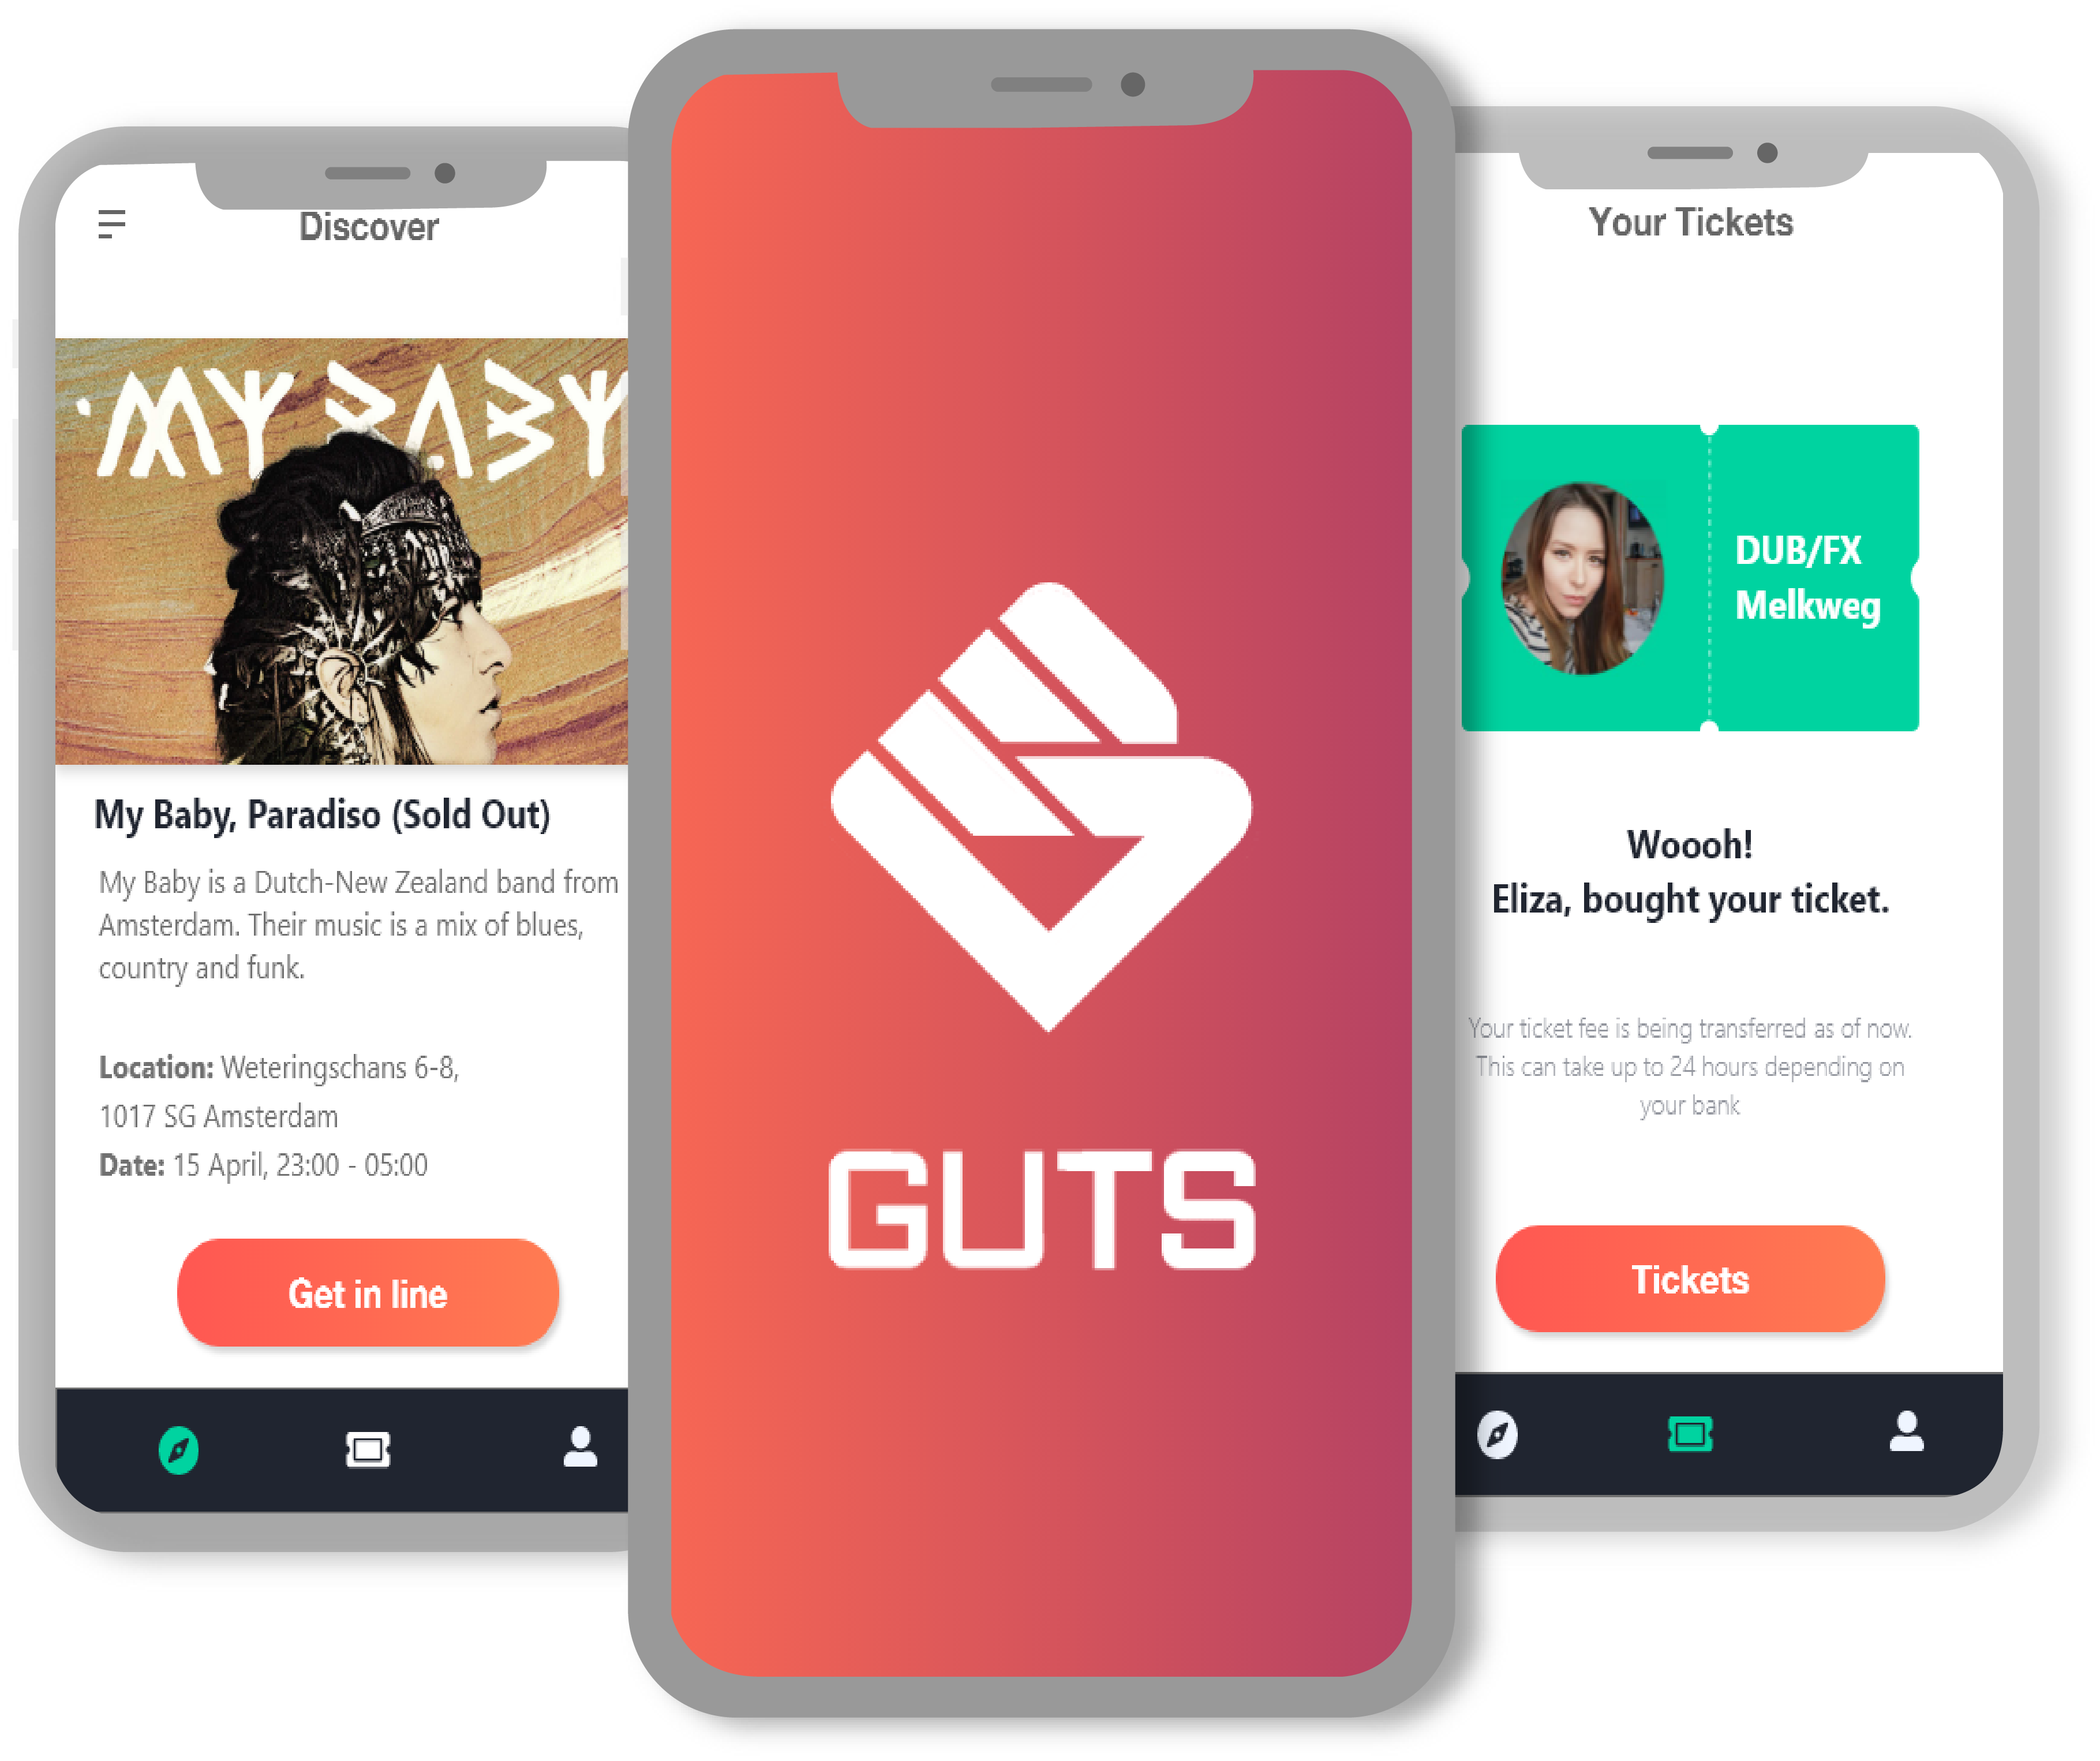 Discover
MY BABY
My Baby, Paradiso (Sold Out)
My Baby is a Dutch-New Zealand band from
Amsterdam. Their music is a mix of blues,
country and funk.
Location: Weteringschans 6-8,
1017 SG Amsterdam
Date: 15 April, 23:00 - 05:00
Get in line
GUTS
Your Tickets
DUB/FX
Melkweg
Woooh!
Eliza, bought your ticket.
Your ticket fee is being transferred as of now.
This can take up to 24 hours depending on
your bank
Tickets